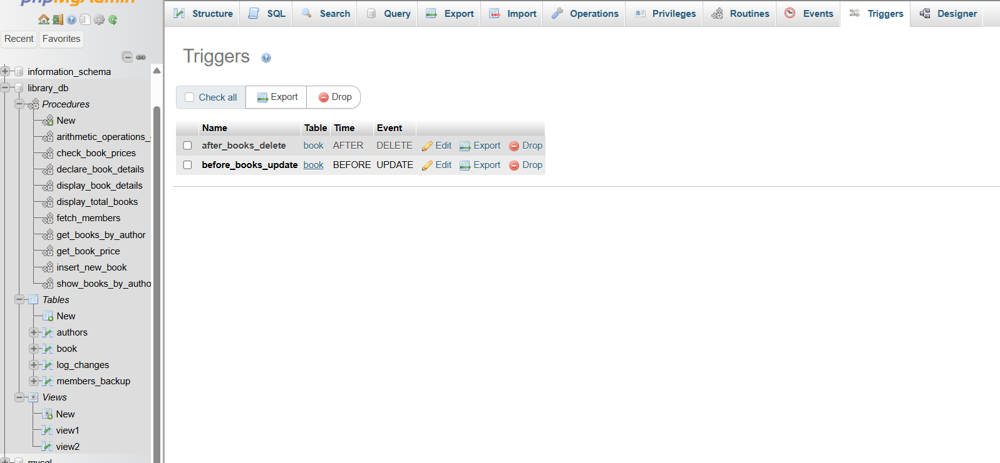 phpMyAdmin
Recent Favorites
information_schema
library_db
Procedures
New
arithmetic_operations_
check_book_prices
declare_book_details
display_book_details
display_total_books
fetch_members
get_books_by_author
get_book_price
insert_new_book
show_books_by_autho
Tables
New
authors
book
log_changes
members_backup
Views
New
view1
view2
mysql
Structure SQL Search Query Export Import Operations Privileges Routines Events Triggers Designer
Triggers
Check all Export Drop
Name Table Time Event
after_books_delete book AFTER DELETE Edit Export Drop
before_books_update book BEFORE UPDATE Edit Export Drop